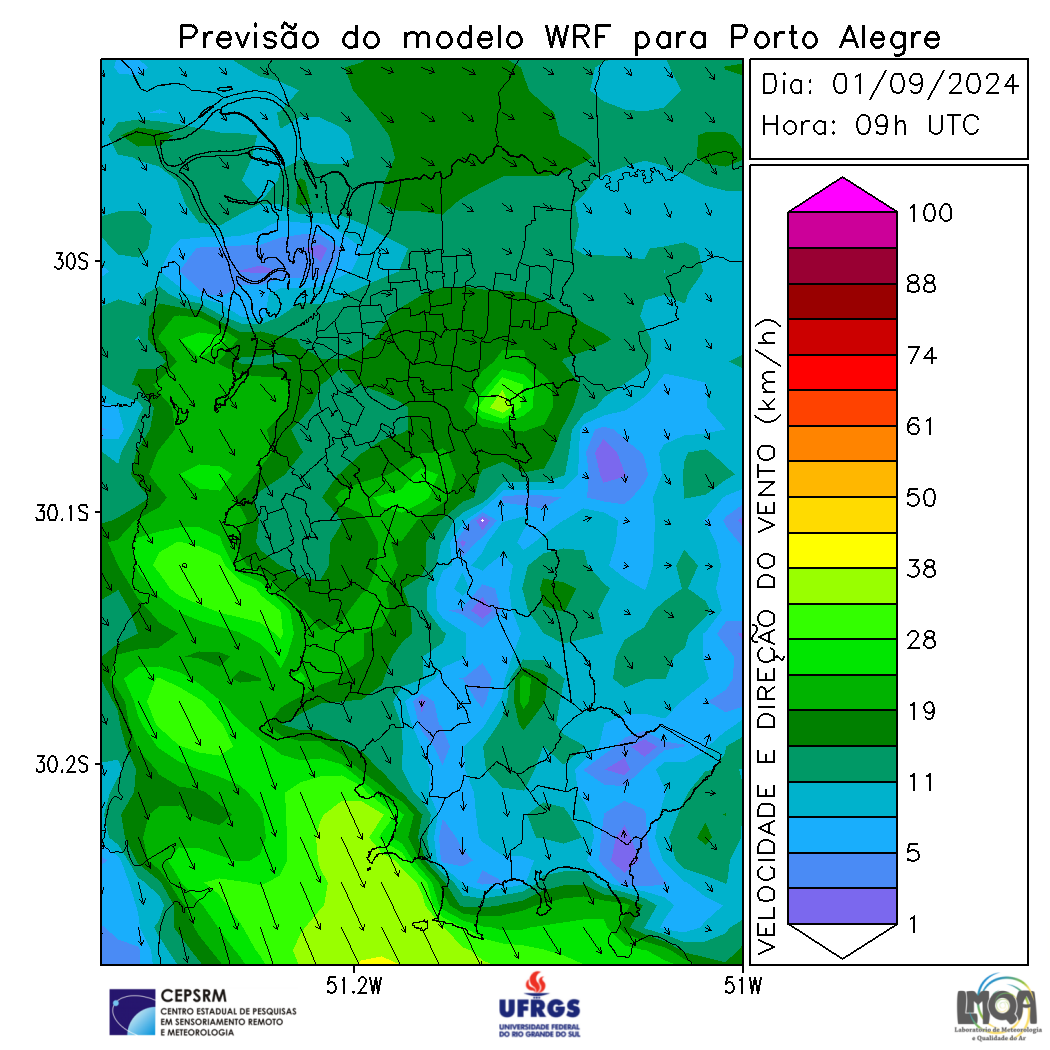 Previsão do modelo WRF para Porto Alegre
Dia: 01/09/2024
Hora: 09h UTC
30S
30.1S
30.2S
51.2W
51W
VELOCIDADE E DIREÇÃO DO VENTO (km/h)
100
88
74
61
50
38
28
19
11
5
1
CEPSRM
CENTRO ESTADUAL DE PESQUISAS
EM SENSORIAMENTO REMOTO
E METEOROLOGIA
UFRGS
UNIVERSIDADE FEDERAL
DO RIO GRANDE DO SUL
LMQA
Laboratório de Meteorologia
e Qualidade do Ar